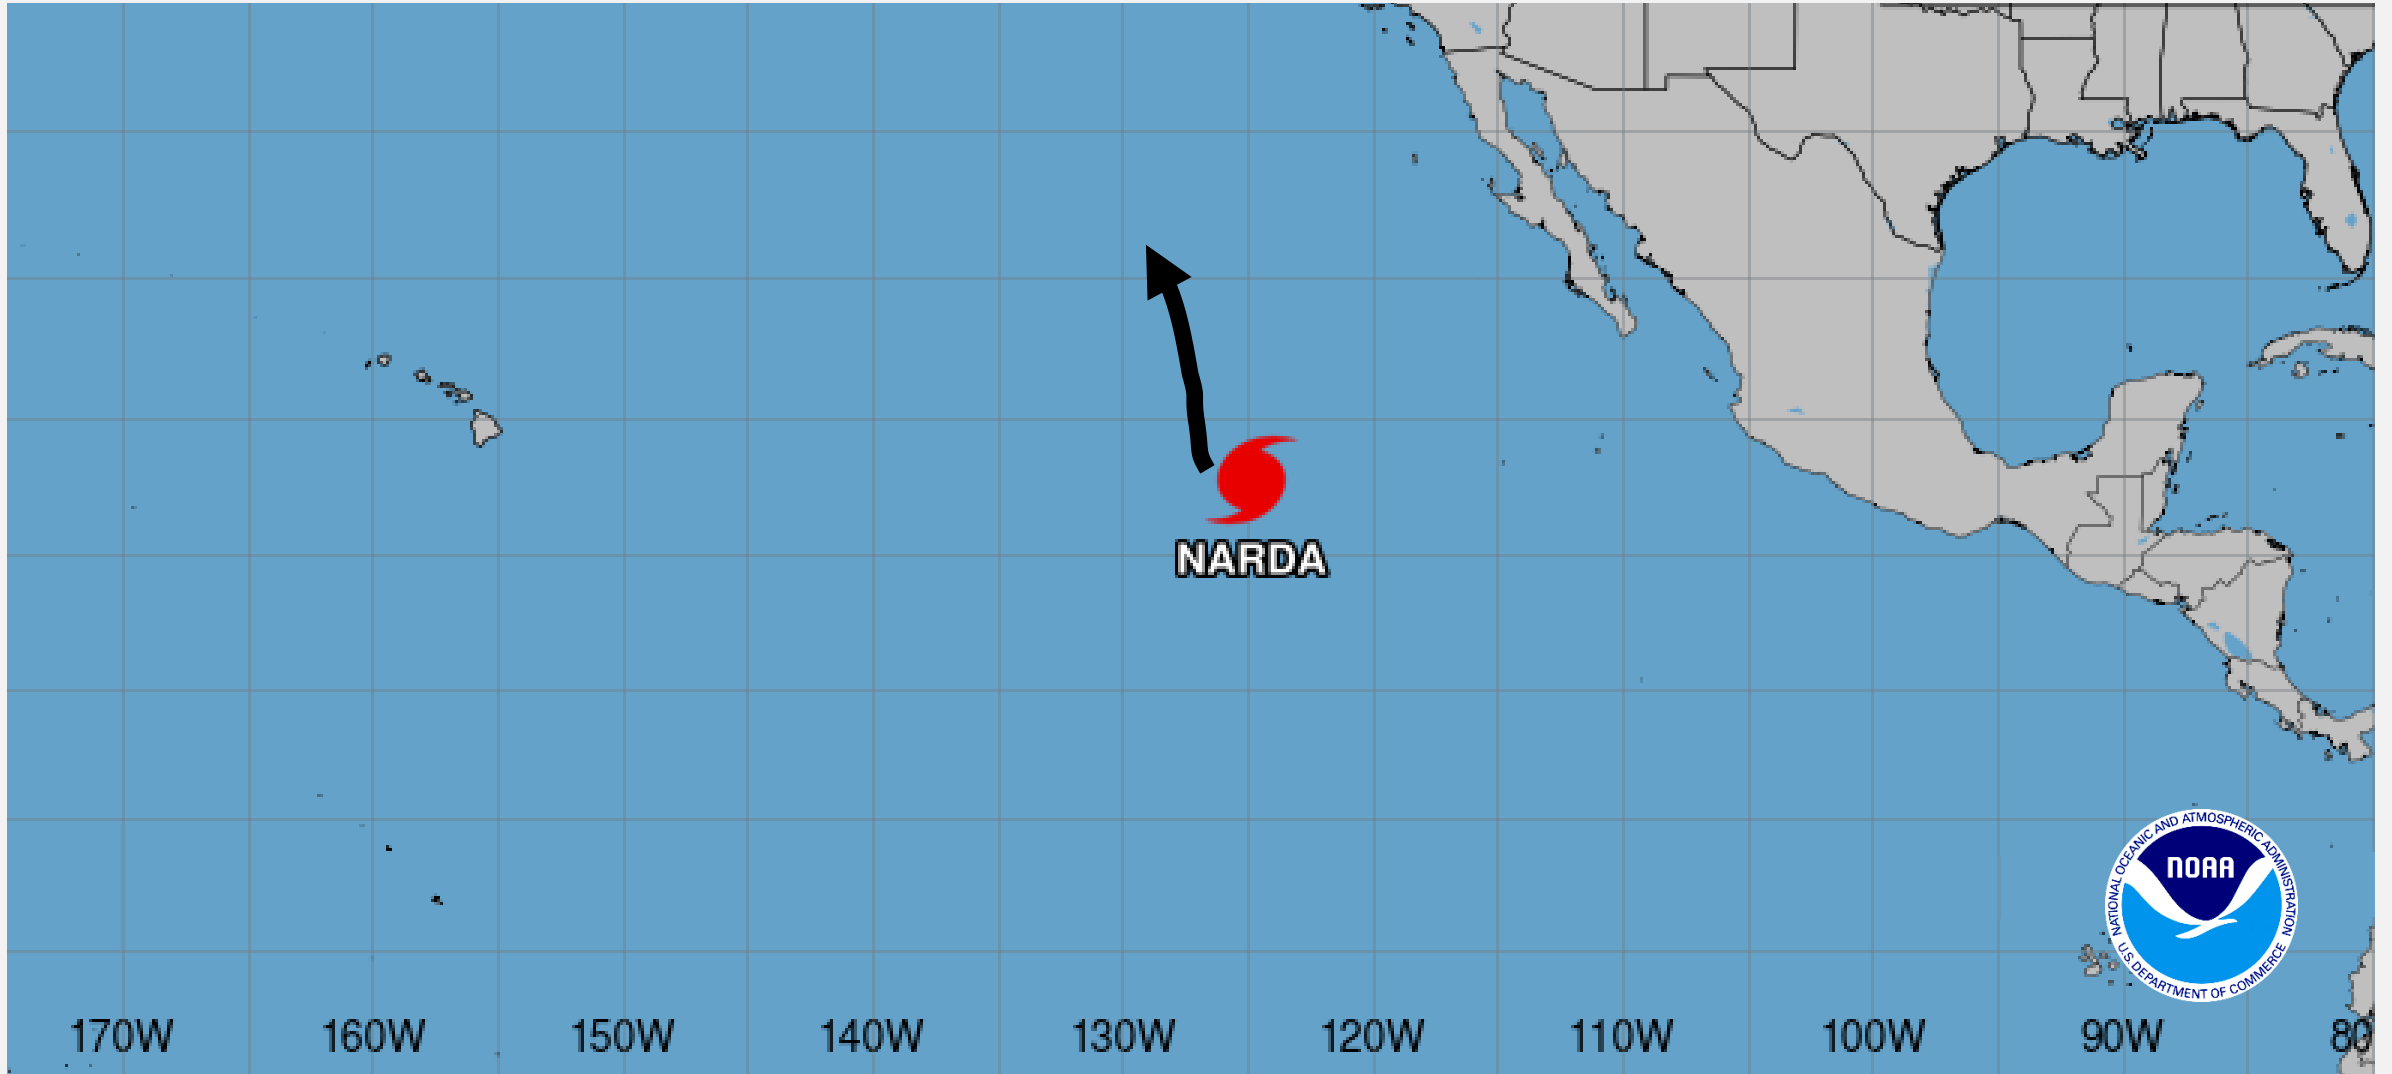 NARDA
NATIONAL OCEANIC AND ATMOSPHERIC ADMINISTRATION
NOAA
U.S. DEPARTMENT OF COMMERCE
170W 160W 150W 140W 130W 120W 110W 100W 90W 80